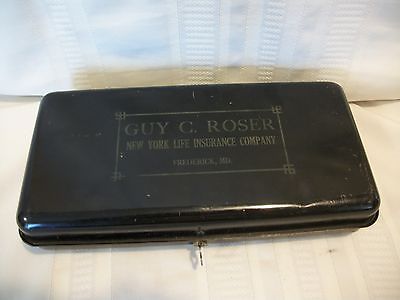 GUY C. ROSER
NEW YORK LIFE INSURANCE COMPANY
FREDERICK, MD.